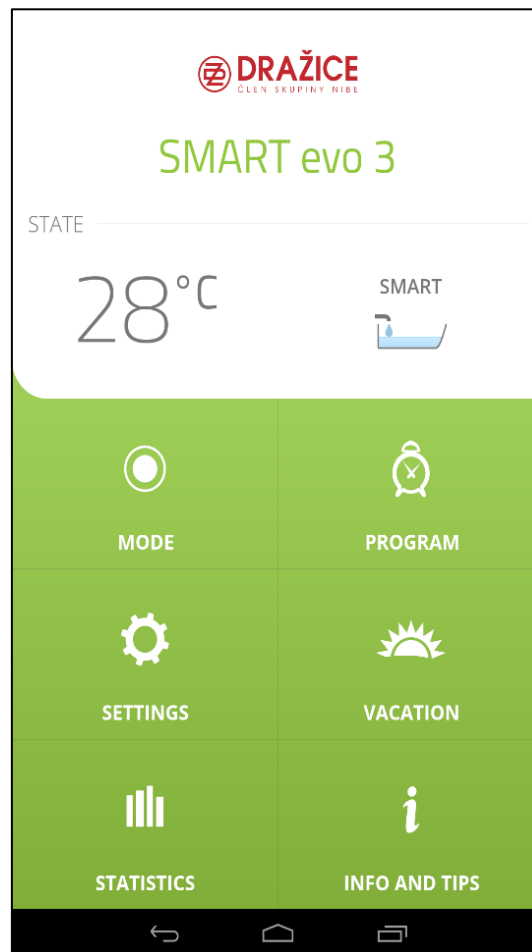 DRAŽICE
ČLEN SKUPINY NIBE
SMART evo 3
STATE
28°C
SMART
MODE
PROGRAM
SETTINGS
VACATION
STATISTICS
INFO AND TIPS